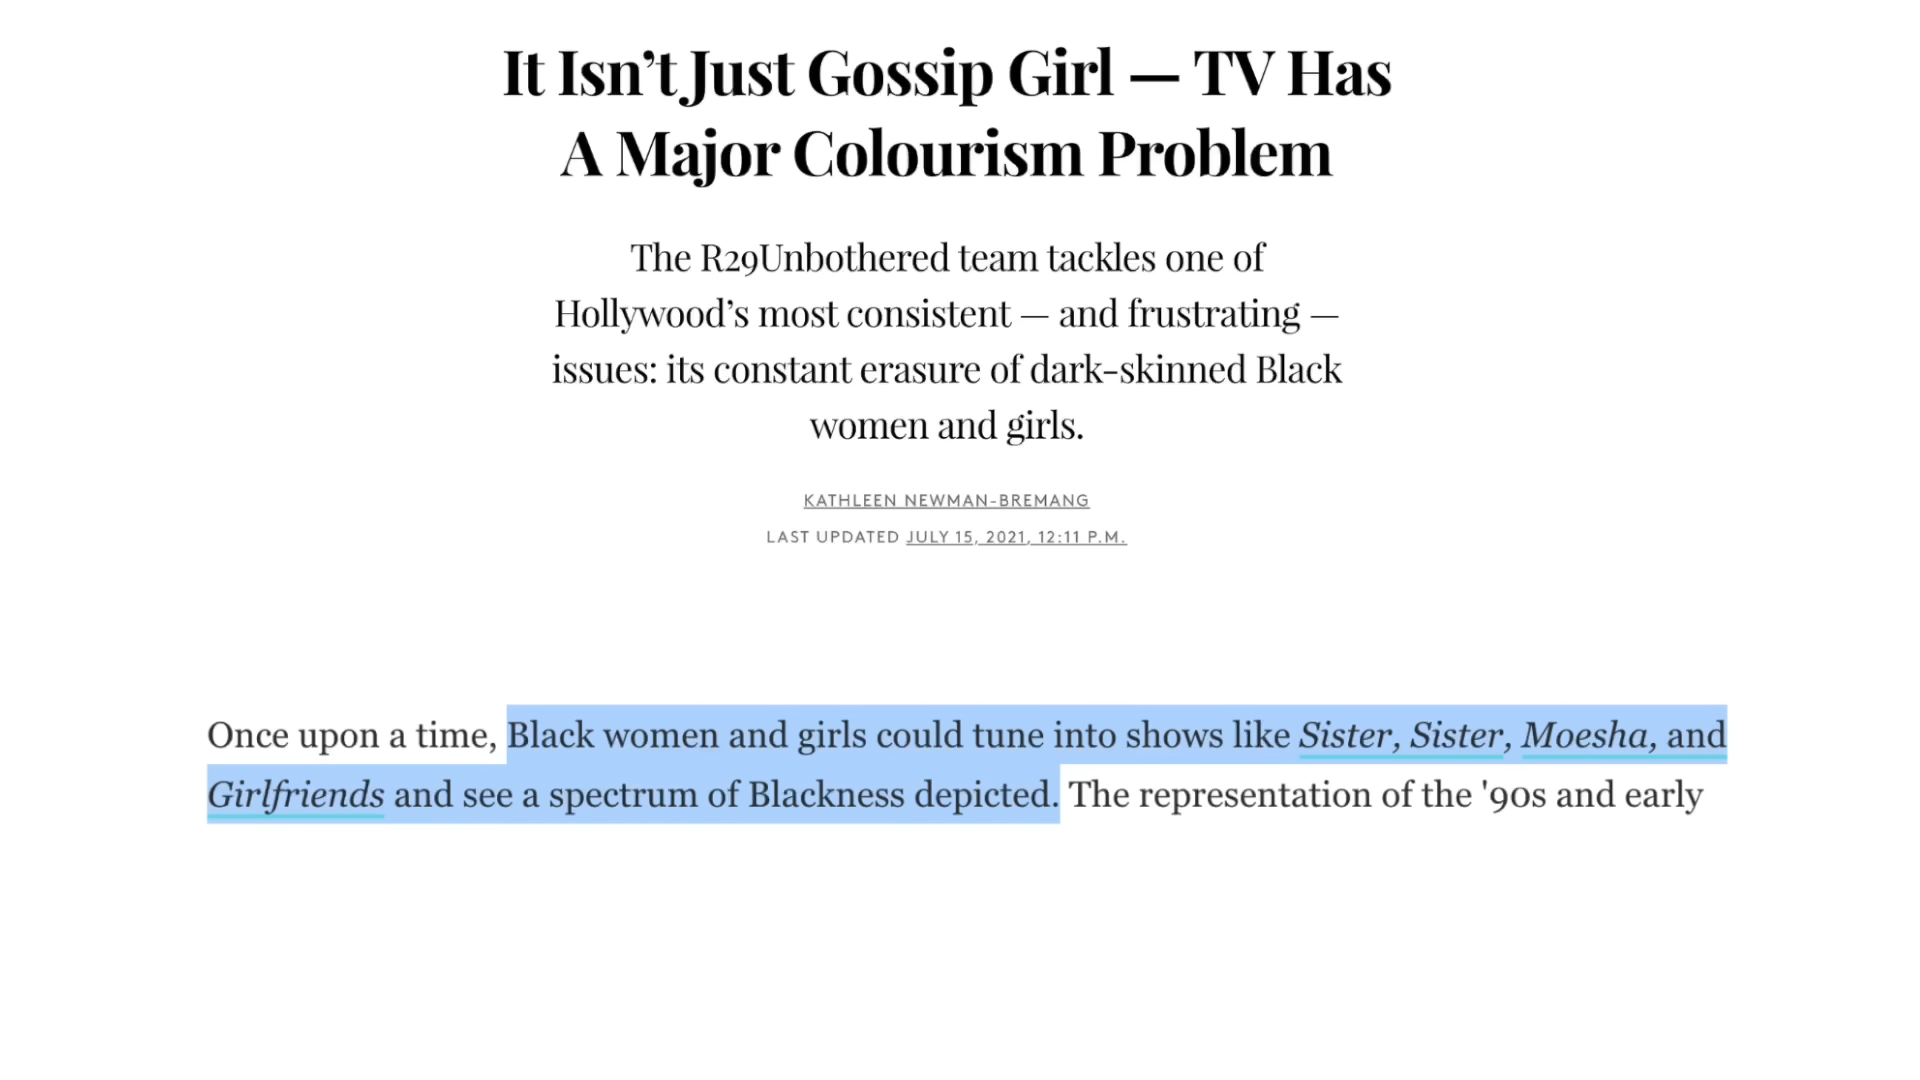 It Isn’t Just Gossip Girl — TV Has
A Major Colourism Problem
The R29Unbothered team tackles one of
Hollywood’s most consistent — and frustrating —
issues: its constant erasure of dark-skinned Black
women and girls.
KATHLEEN NEWMAN-BREMANG
LAST UPDATED JULY 15, 2021, 12:11 P.M.
Once upon a time, Black women and girls could tune into shows like Sister, Sister, Moesha, and
Girlfriends and see a spectrum of Blackness depicted. The representation of the '90s and early